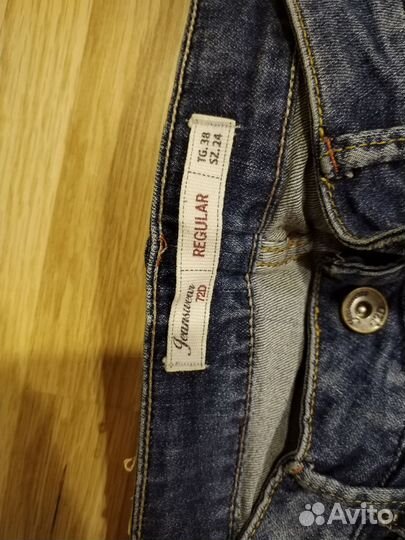 TG. 38
SZ. 24
REGULAR
Jeanswear
72D
Avito